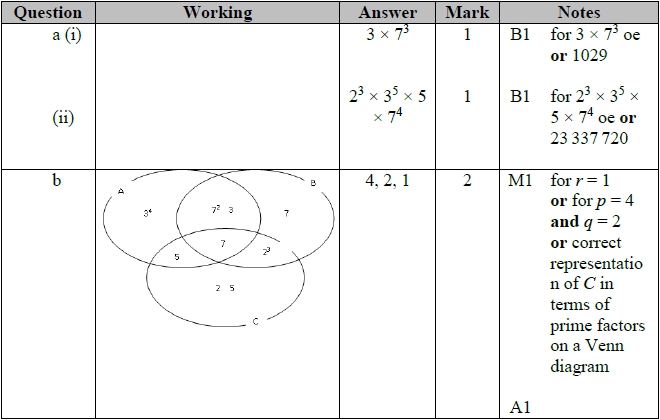 Question Working Answer Mark Notes
a (i) 3 × 7³ 1 B1 for 3 × 7³ oe
or 1029
(ii) 2³ × 3⁵ × 5 1 B1 for 2³ × 3⁵ ×
× 7⁴ 5 × 7⁴ oe or
23 337 720
b 4, 2, 1 2 M1 for r = 1
A B or for p = 4
3⁴ 7² 3 7 and q = 2
7 or correct
5 2³ representatio
2 5 n of C in
C terms of
prime factors
on a Venn
diagram
A1